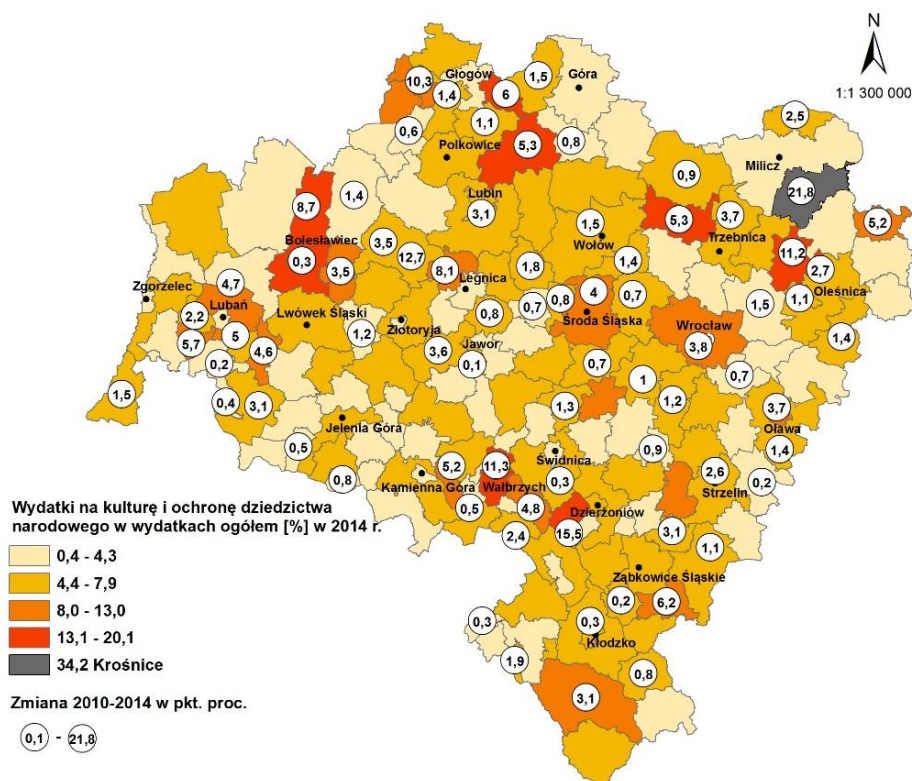 N
1:1 300 000
10,3
Głogów
1,4
6
1,5
Góra
2,5
0,6
1,1
Polkowice
5,3
0,8
Milicz
0,9
21,8
8,7
1,4
Lubin
3,1
5,3
3,7
5,2
Trzebnica
1,5
Wołów
Bolesławiec
0,3
3,5
3,5
12,7
8,1
Legnica
1,8
1,4
11,2
2,7
Oleśnica
1,1
1,5
Zgorzelec
4,7
Lubań
2,2
5
5,7
0,2
4,6
Lwówek Śląski
1,2
Złotoryja
0,8
0,7
0,8
4
0,7
Środa Śląska
Wrocław
3,8
1,4
Jawor
3,6
0,1
0,7
0,7
1,5
0,4
3,1
1
1,2
1,3
3,7
Oława
1,4
Jelenia Góra
0,5
0,8
Kamienna Góra
5,2
0,5
11,3
Wałbrzych
Świdnica
0,3
0,9
2,6
Strzelin
0,2
4,8
2,4
15,5
Dzierżoniów
3,1
1,1
Ząbkowice Śląskie
0,2
6,2
0,3
Kłodzko
0,3
1,9
0,8
3,1
Wydatki na kulturę i ochronę dziedzictwa
narodowego w wydatkach ogółem [%] w 2014 r.
0,4 - 4,3
4,4 - 7,9
8,0 - 13,0
13,1 - 20,1
34,2 Krośnice
Zmiana 2010-2014 w pkt. proc.
0,1 - 21,8